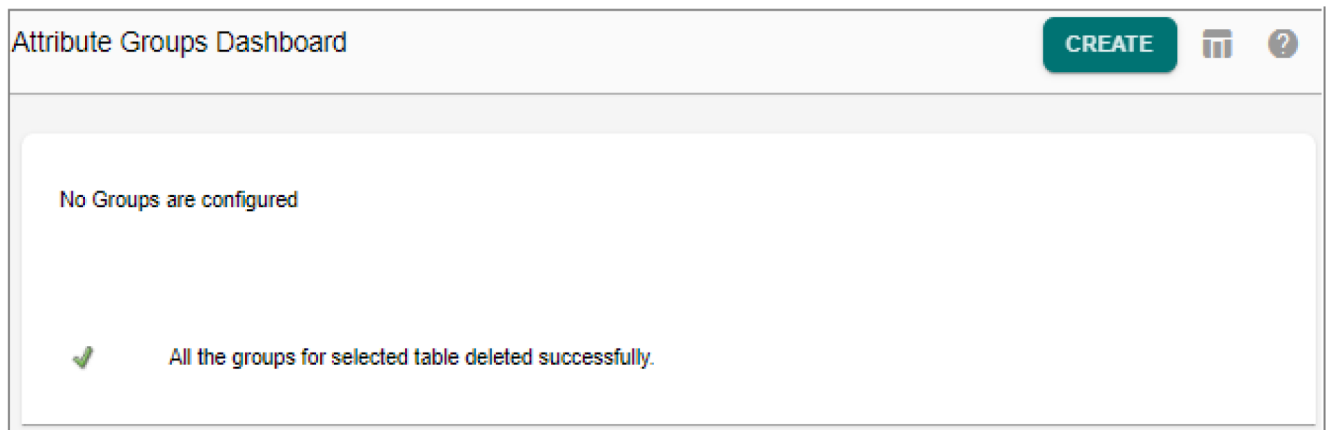 Attribute Groups Dashboard
CREATE
?
No Groups are configured
All the groups for selected table deleted successfully.